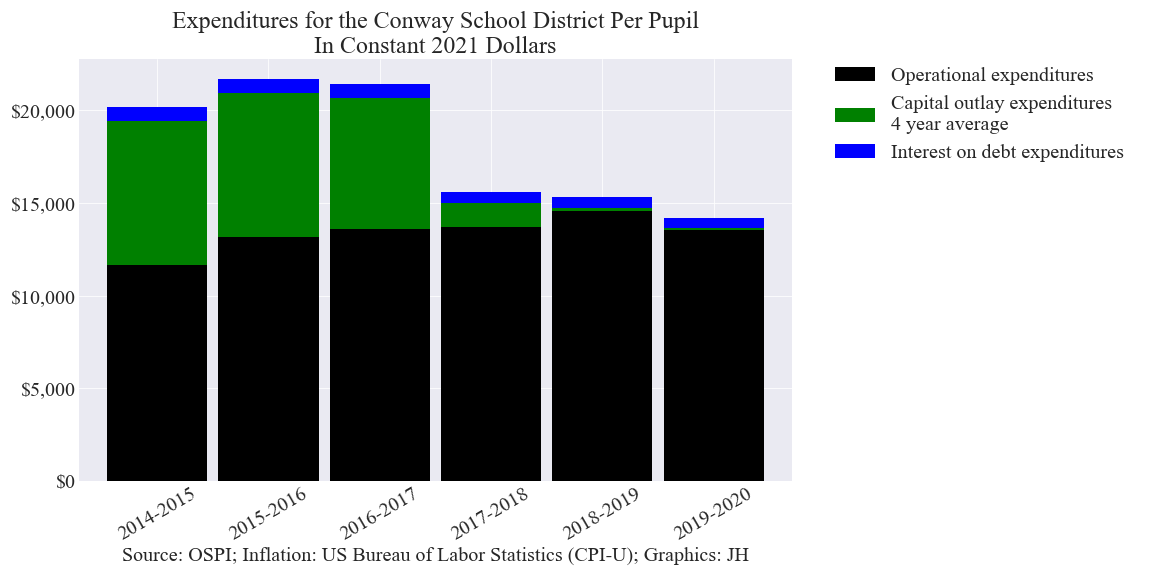 Expenditures for the Conway School District Per Pupil
In Constant 2021 Dollars
Operational expenditures
Capital outlay expenditures
4 year average
Interest on debt expenditures
$20,000
$15,000
$10,000
$5,000
$0
2014-2015
2015-2016
2016-2017
2017-2018
2018-2019
2019-2020
Source: OSPI; Inflation: US Bureau of Labor Statistics (CPI-U); Graphics: JH